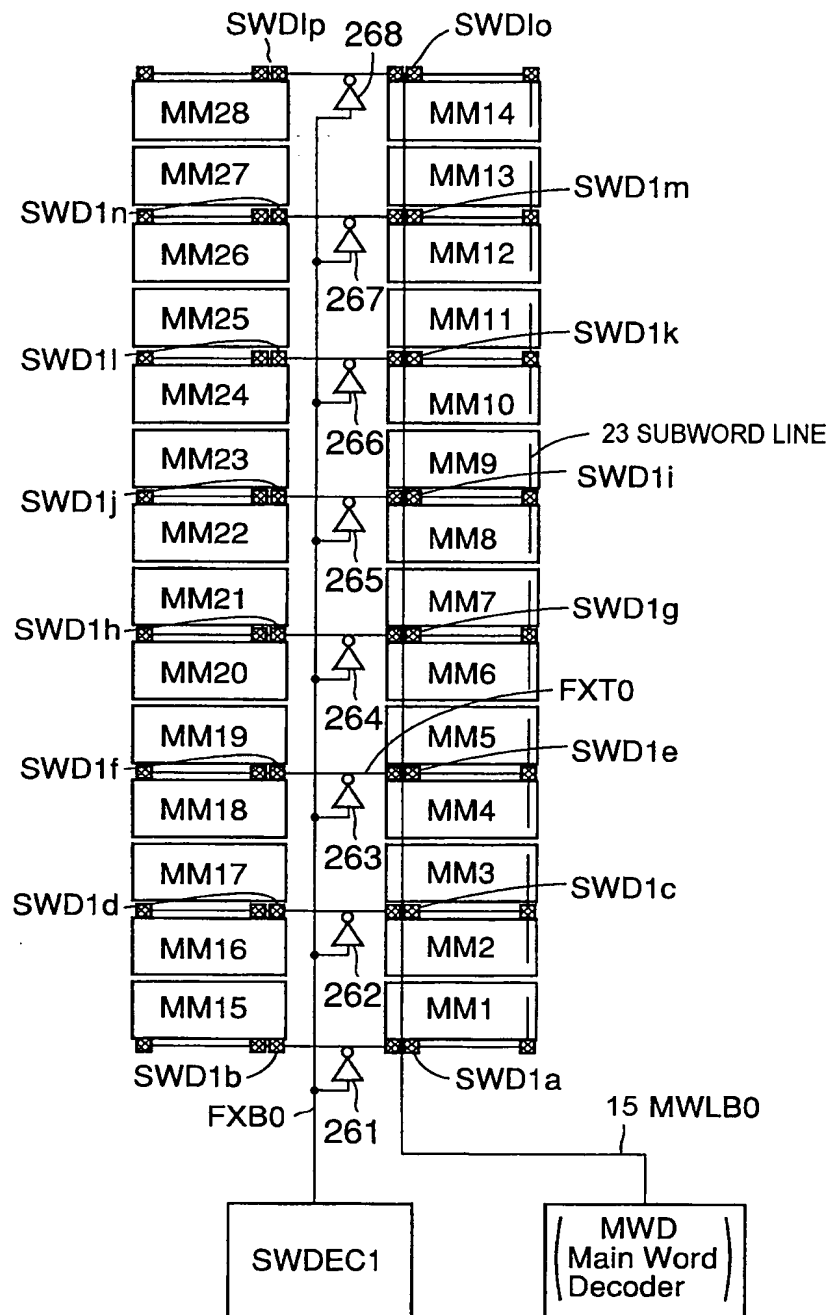 SWDIp 268 SWDIo
MM28 MM14
MM27 MM13
SWD1n SWD1m
MM26 MM12
267
MM25 MM11
SWD1l SWD1k
MM24 MM10
266
23 SUBWORD LINE
MM23 MM9
SWD1j SWD1i
MM22 MM8
265
MM21 MM7
SWD1h SWD1g
MM20 MM6
264
FXT0
MM19 MM5
SWD1f SWD1e
MM18 MM4
263
MM17 MM3
SWD1d SWD1c
MM16 MM2
262
MM15 MM1
SWD1b SWD1a
FXB0 261
15 MWLB0
SWDEC1
MWD
Main Word
Decoder